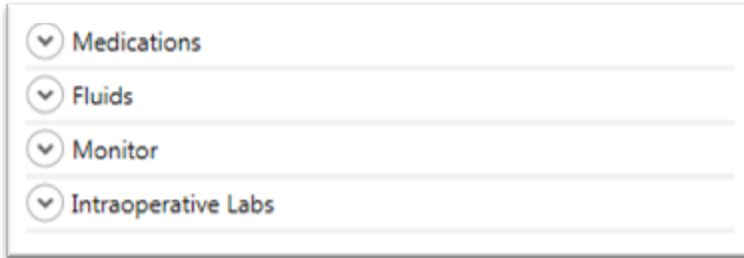 Medications
Fluids
Monitor
Intraoperative Labs